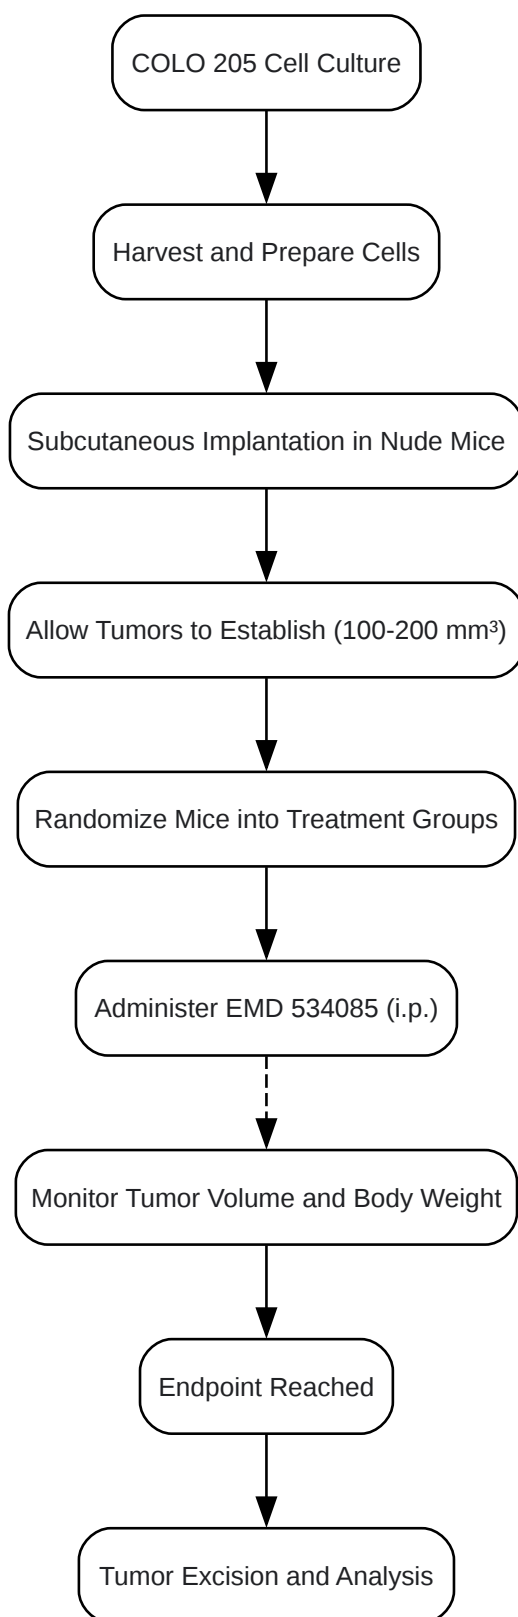 COLO 205 Cell Culture
Harvest and Prepare Cells
Subcutaneous Implantation in Nude Mice
Allow Tumors to Establish (100-200 mm³)
Randomize Mice into Treatment Groups
Administer EMD 534085 (i.p.)
Monitor Tumor Volume and Body Weight
Endpoint Reached
Tumor Excision and Analysis